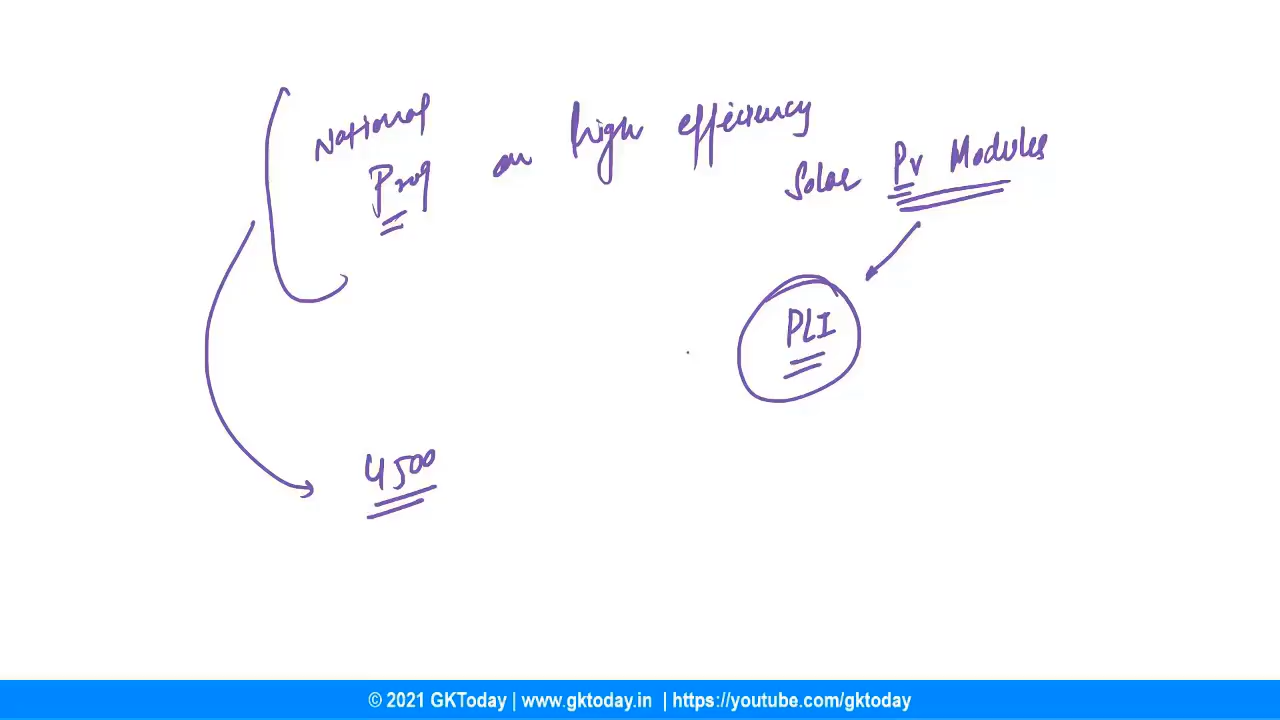 National Prog on high efficiency Solar PV Modules
PLI
4500
© 2021 GKToday | www.gktoday.in | https://youtube.com/gktoday